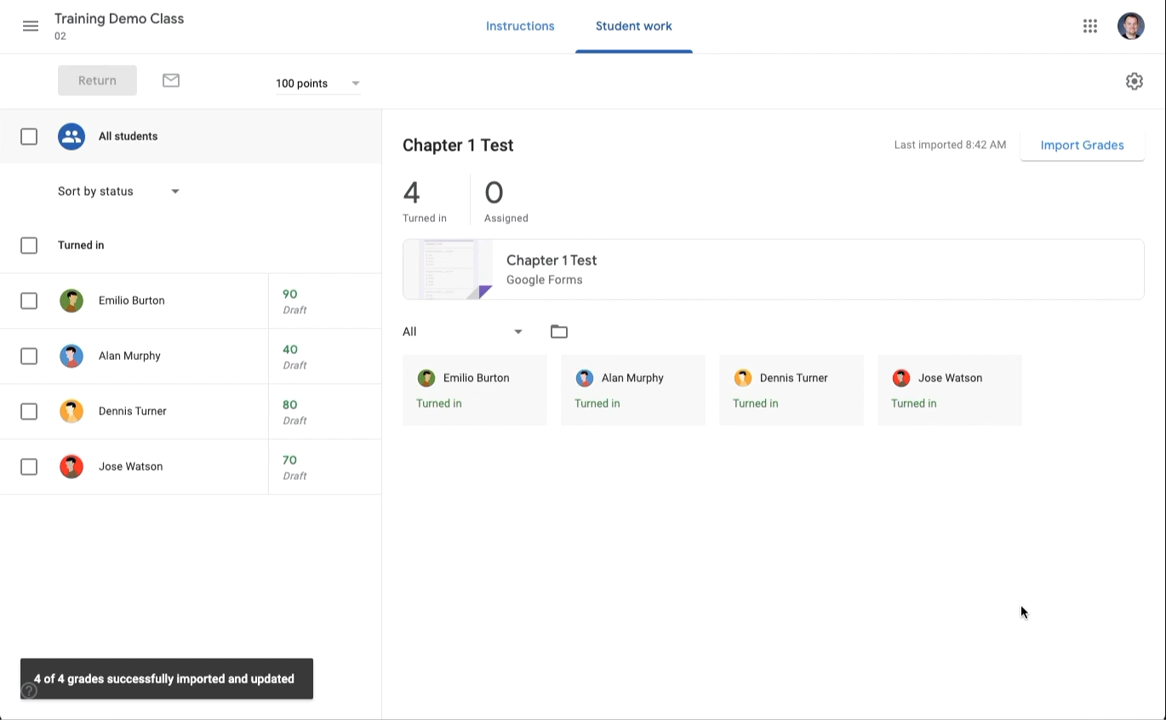 Training Demo Class
02
Instructions
Student work
Return
100 points
All students
Sort by status
Turned in
Emilio Burton
90
Draft
Alan Murphy
40
Draft
Dennis Turner
80
Draft
Jose Watson
70
Draft
Chapter 1 Test
Last imported 8:42 AM
Import Grades
4
Turned in
0
Assigned
Chapter 1 Test
Google Forms
All
Emilio Burton
Turned in
Alan Murphy
Turned in
Dennis Turner
Turned in
Jose Watson
Turned in
4 of 4 grades successfully imported and updated
?